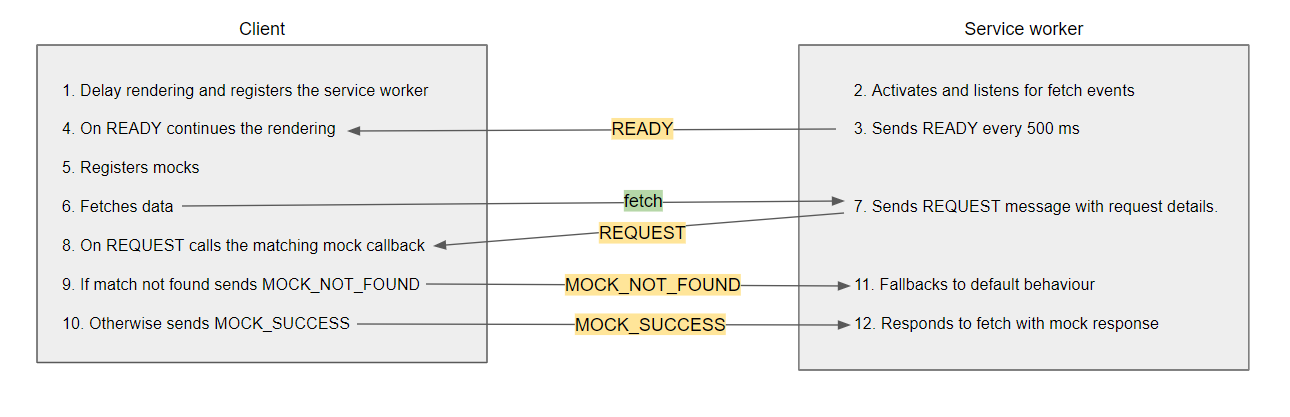 Client
Service worker
1. Delay rendering and registers the service worker
2. Activates and listens for fetch events
4. On READY continues the rendering
READY
3. Sends READY every 500 ms
5. Registers mocks
6. Fetches data
fetch
7. Sends REQUEST message with request details.
REQUEST
8. On REQUEST calls the matching mock callback
9. If match not found sends MOCK_NOT_FOUND
MOCK_NOT_FOUND
11. Fallbacks to default behaviour
10. Otherwise sends MOCK_SUCCESS
MOCK_SUCCESS
12. Responds to fetch with mock response